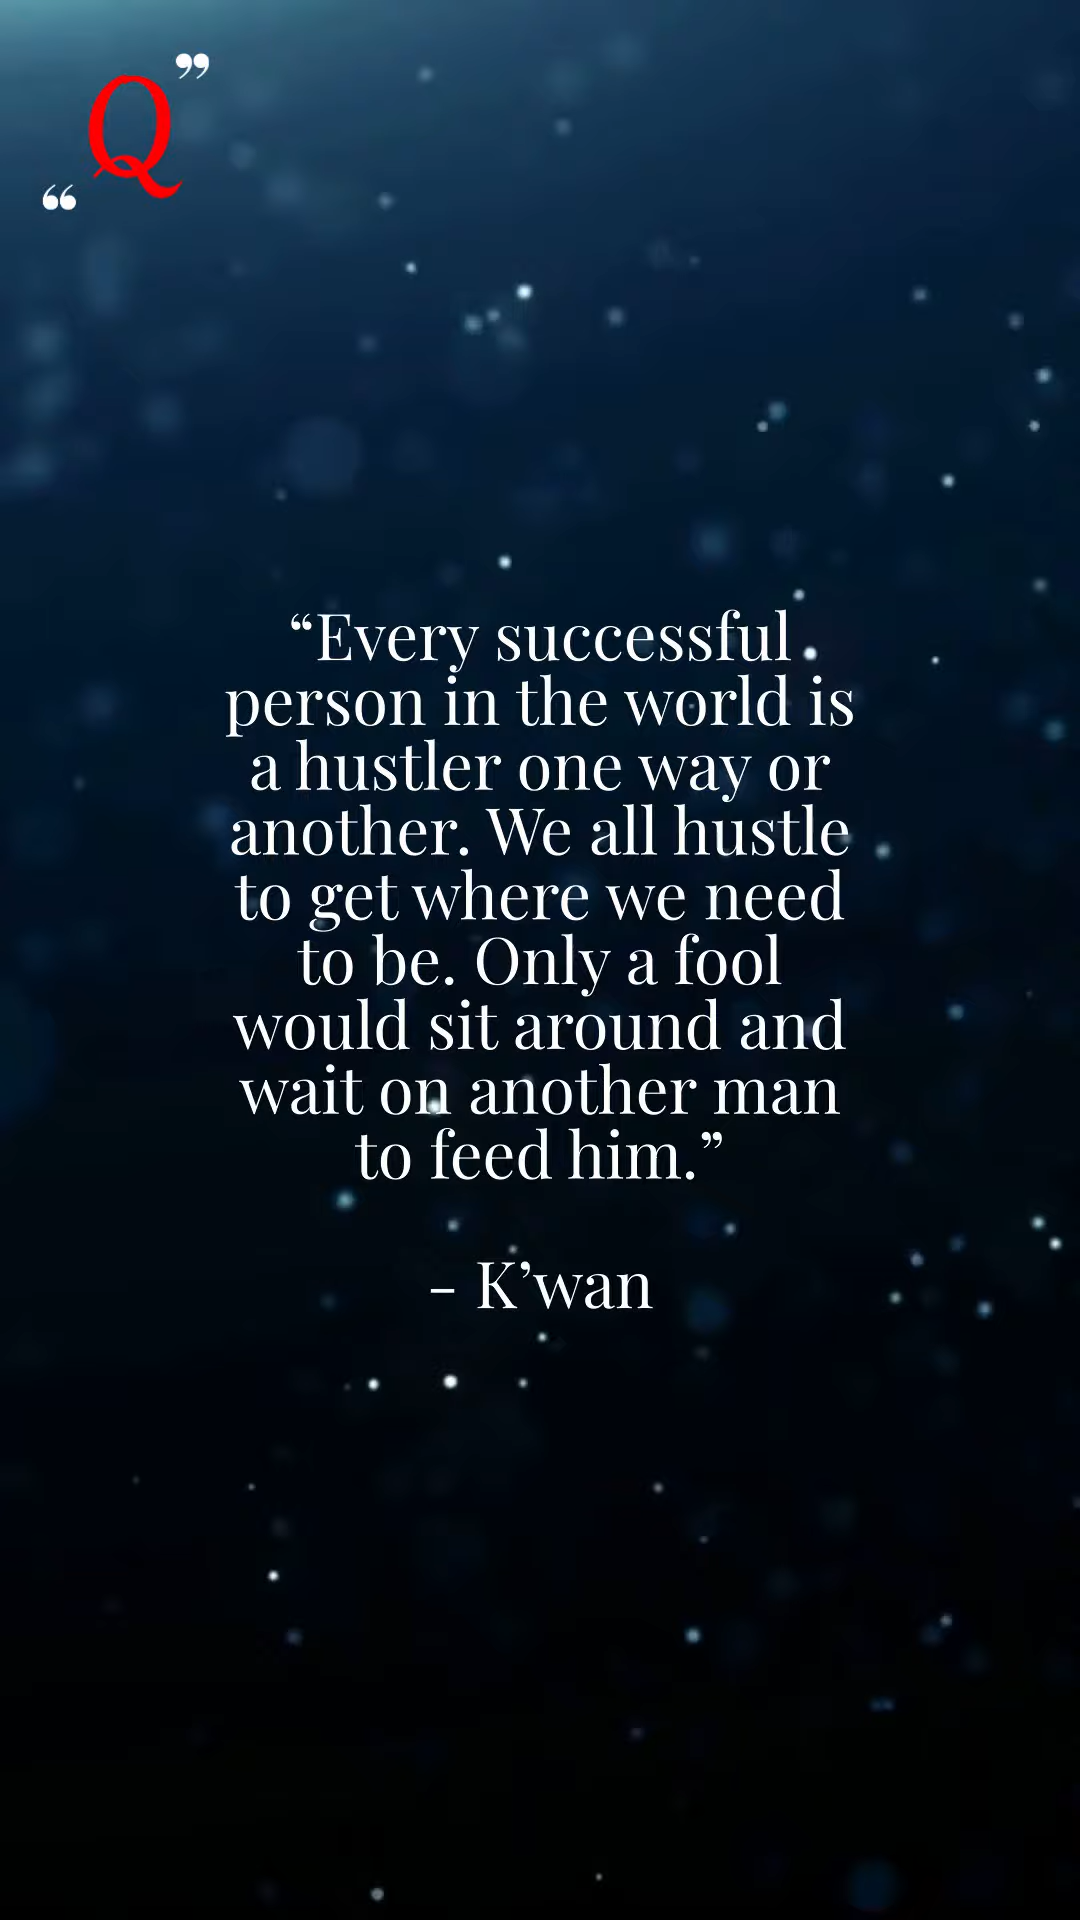 ”
Q
“
“Every successful
person in the world is
a hustler one way or
another. We all hustle
to get where we need
to be. Only a fool
would sit around and
wait on another man
to feed him.”
– K’wan